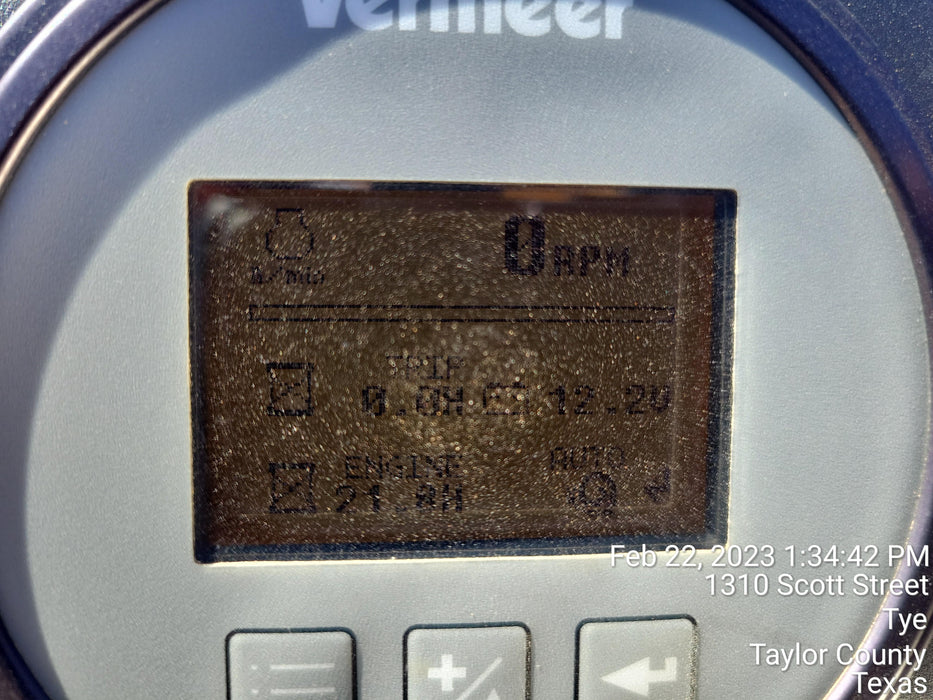 Vermeer
n/min
0 RPM
TRIP
0.0H 12.2V
ENGINE AUTO
21.0H
Feb 22, 2023 1:34:42 PM
1310 Scott Street
Tye
Taylor County
Texas